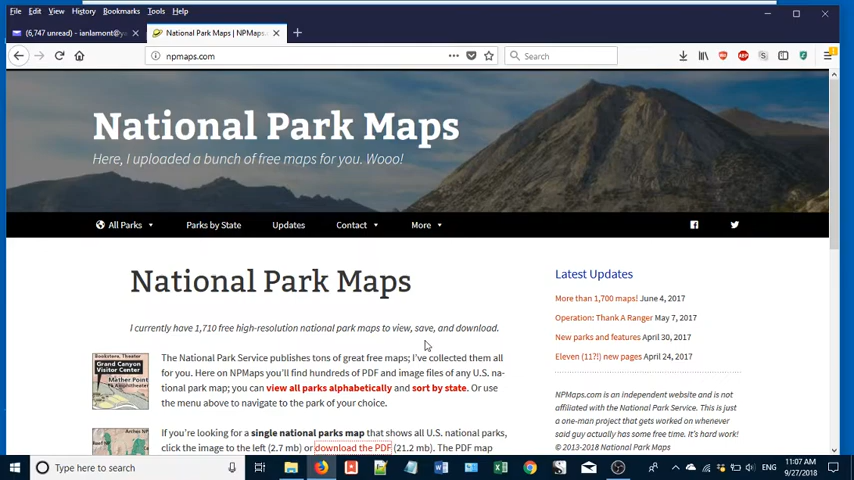 File Edit View History Bookmarks Tools Help
(6,747 unread) - ianlamont@ya
National Park Maps | NPMaps.
npmaps.com
Search
National Park Maps
Here, I uploaded a bunch of free maps for you. Wooo!
All Parks Parks by State Updates Contact More
National Park Maps
I currently have 1,710 free high-resolution national park maps to view, save, and download.
The National Park Service publishes tons of great free maps; I've collected them all
for you. Here on NPMaps you'll find hundreds of PDF and image files of any U.S. na-
tional park map; you can view all parks alphabetically and sort by state. Or use
the menu above to navigate to the park of your choice.
Grand Canyon
Visitor Center
Mather Point
If you're looking for a single national parks map that shows all U.S. national parks,
click the image to the left (2.7 mb) or download the PDF (21.2 mb). The PDF map
Latest Updates
More than 1,700 maps! June 4, 2017
Operation: Thank A Ranger May 7, 2017
New parks and features April 30, 2017
Eleven (11?!) new pages April 24, 2017
NPMaps.com is an independent website and is not
affiliated with the National Park Service. This is just a
one-man project that gets worked on whenever
said guy actually has some free time. It's hard work!
© 2013-2018 National Park Maps
Type here to search
ENG
11:07 AM
9/27/2018